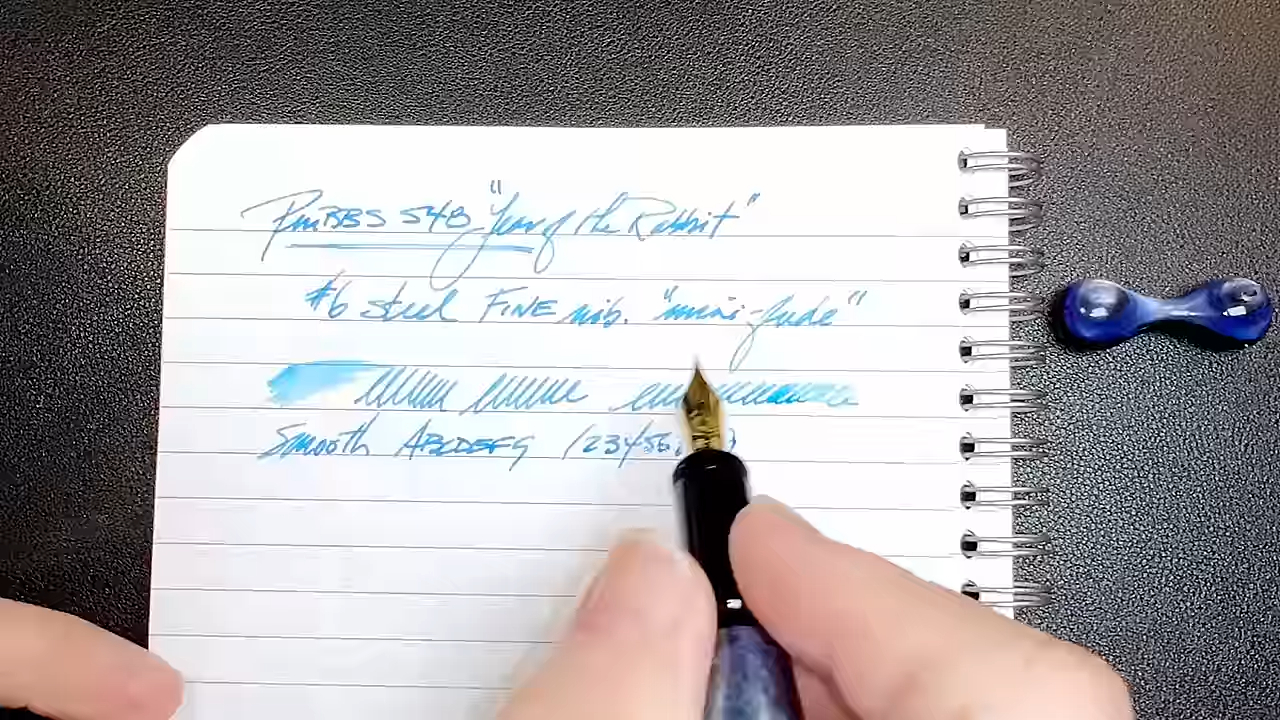 PenBBS 548 "Year of the Rabbit"
#6 steel FINE nib. "mini-fude"
Smooth ABCDEFG 123456